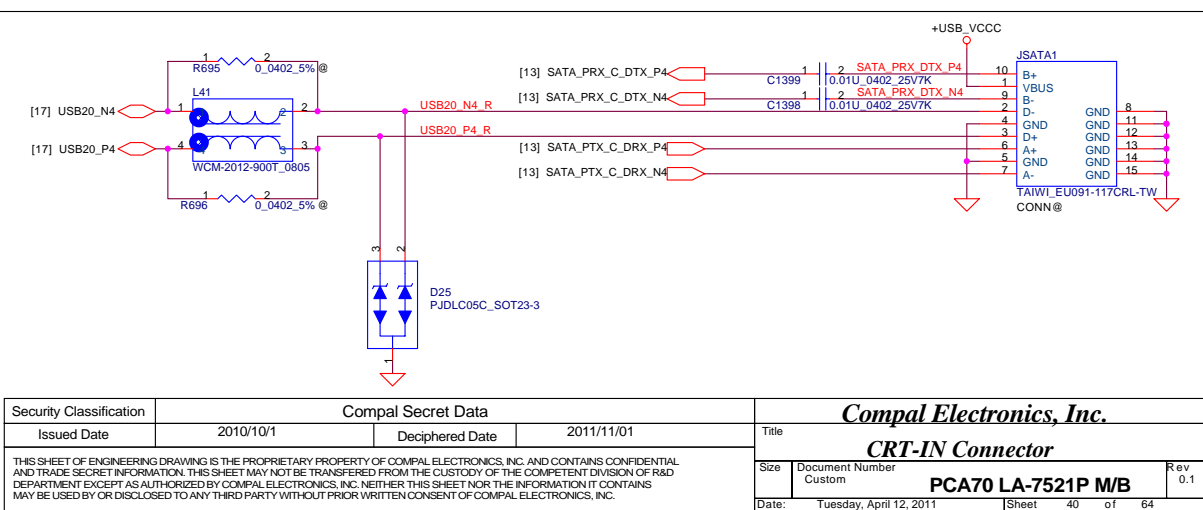 +USB_VCCC
1 2
R695 0_0402_5% @
L41
[17] USB20_N4 1 2 2
[17] USB20_P4 4 3 3
WCM-2012-900T_0805
1 2
R696 0_0402_5% @
USB20_N4_R
USB20_P4_R
[13] SATA_PRX_C_DTX_P4 1 2 SATA_PRX_DTX_P4
C1399 0.01U_0402_25V7K
[13] SATA_PRX_C_DTX_N4 1 2 SATA_PRX_DTX_N4
C1398 0.01U_0402_25V7K
[13] SATA_PTX_C_DRX_P4
[13] SATA_PTX_C_DRX_N4
JSATA1
10 B+
1 VBUS
9 B-
2 D- GND 8
4 GND GND 11
3 D+ GND 12
6 A+ GND 13
5 GND GND 14
7 A- GND 15
TAIWI_EU091-117CRL-TW
CONN@
3 2
D25
PJDLC05C_SOT23-3
1
Security Classification Compal Secret Data
Issued Date 2010/10/1 Deciphered Date 2011/11/01
THIS SHEET OF ENGINEERING DRAWING IS THE PROPRIETARY PROPERTY OF COMPAL ELECTRONICS, INC. AND CONTAINS CONFIDENTIAL
AND TRADE SECRET INFORMATION. THIS SHEET MAY NOT BE TRANSFERED FROM THE CUSTODY OF THE COMPETENT DIVISION OF R&D
DEPARTMENT EXCEPT AS AUTHORIZED BY COMPAL ELECTRONICS, INC. NEITHER THIS SHEET NOR THE INFORMATION IT CONTAINS
MAY BE USED BY OR DISCLOSED TO ANY THIRD PARTY WITHOUT PRIOR WRITTEN CONSENT OF COMPAL ELECTRONICS, INC.
Compal Electronics, Inc.
Title
CRT-IN Connector
Size Document Number Rev
Custom PCA70 LA-7521P M/B 0.1
Date: Tuesday, April 12, 2011 Sheet 40 of 64